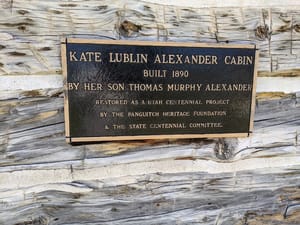 KATE LUBLIN ALEXANDER CABIN
BUILT 1890
BY HER SON THOMAS MURPHY ALEXANDER
RESTORED AS A UTAH CENTENNIAL PROJECT
BY THE PANGUITCH HERITAGE FOUNDATION
& THE STATE CENTENNIAL COMMITTEE.